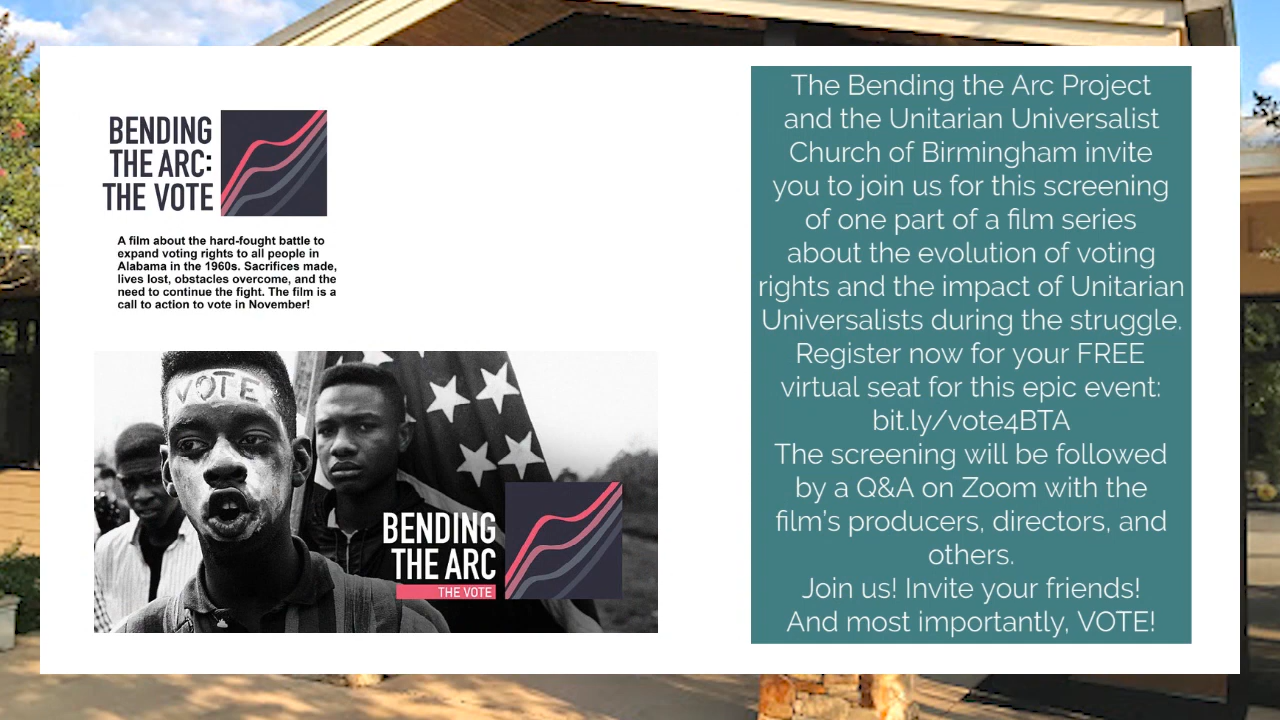 BENDING
THE ARC:
THE VOTE
A film about the hard-fought battle to
expand voting rights to all people in
Alabama in the 1960s. Sacrifices made,
lives lost, obstacles overcome, and the
need to continue the fight. The film is a
call to action to vote in November!
VOTE
BENDING
THE ARC
THE VOTE
The Bending the Arc Project
and the Unitarian Universalist
Church of Birmingham invite
you to join us for this screening
of one part of a film series
about the evolution of voting
rights and the impact of Unitarian
Universalists during the struggle.
Register now for your FREE
virtual seat for this epic event:
bit.ly/vote4BTA
The screening will be followed
by a Q&A on Zoom with the
film's producers, directors, and
others.
Join us! Invite your friends!
And most importantly, VOTE!